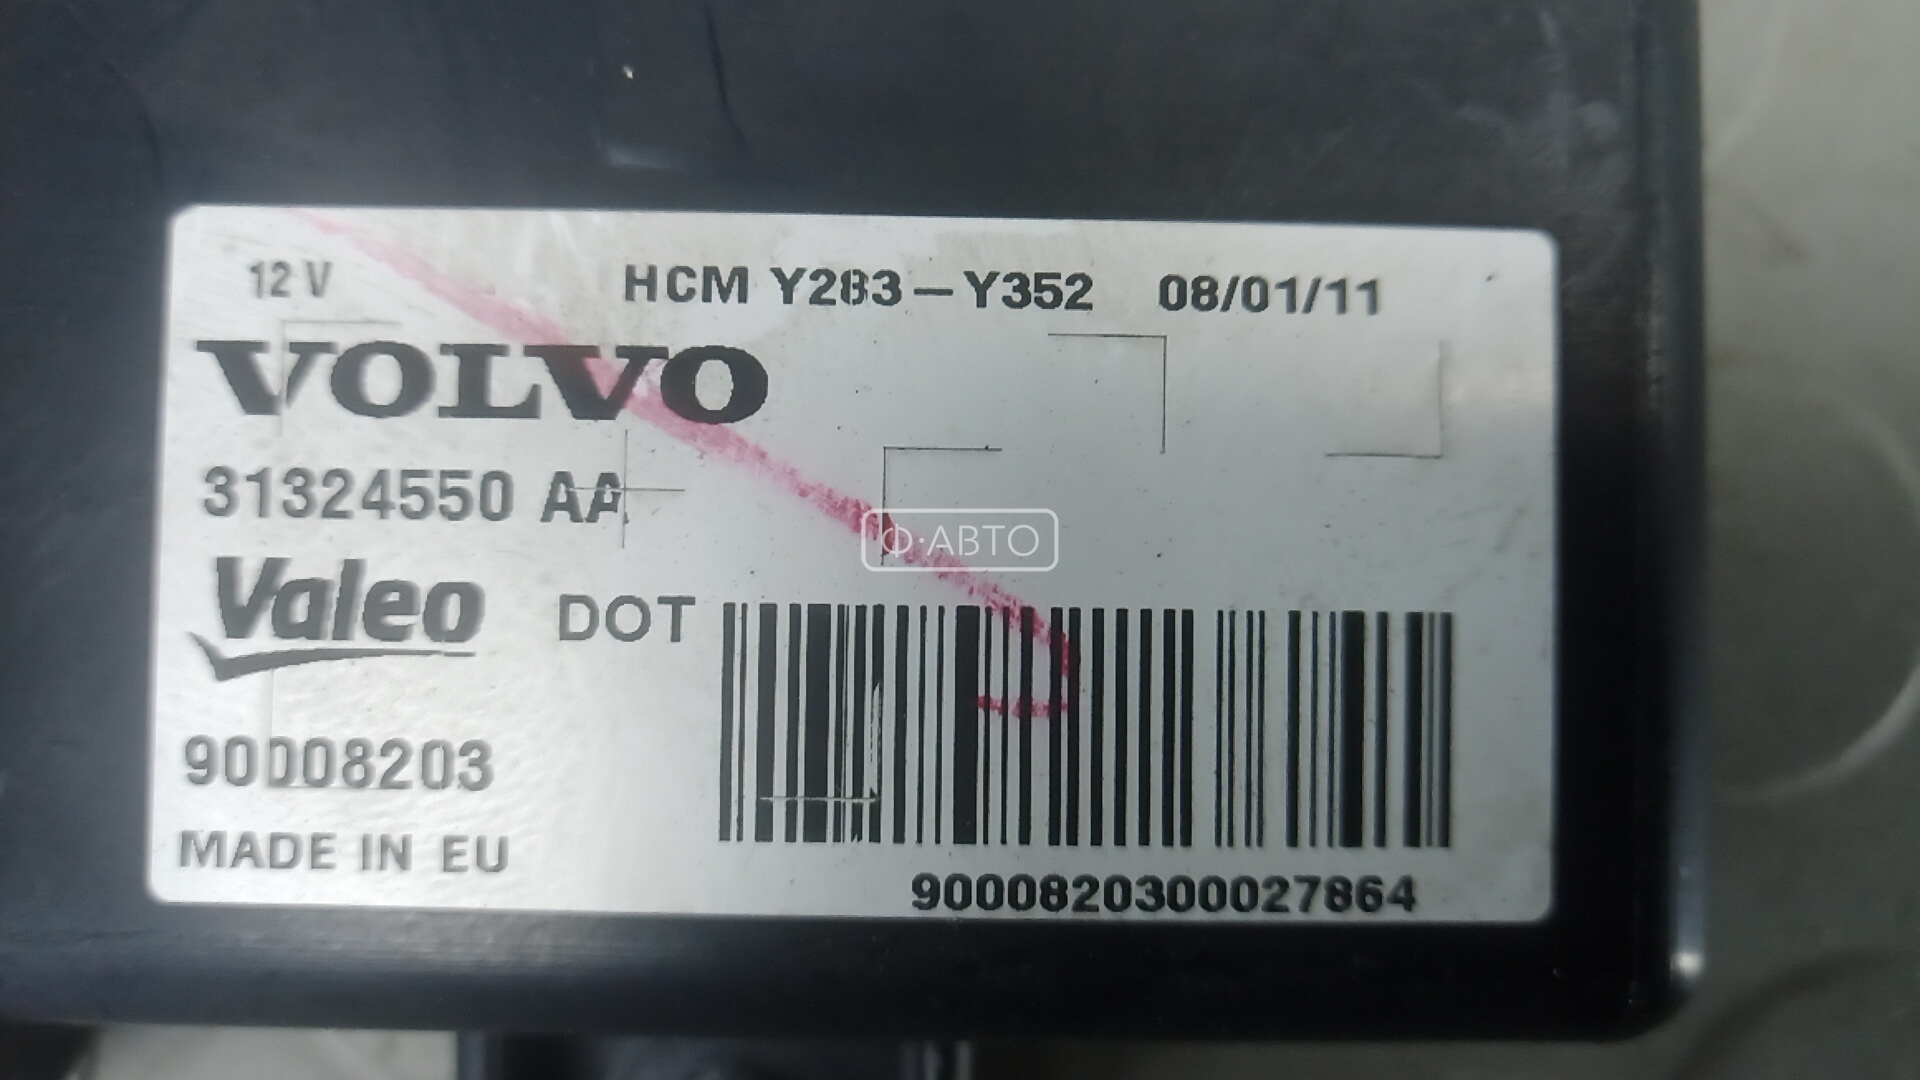 12 V HCM Y283-Y352 08/01/11
VOLVO
31324550 AA
Ф·АВТО
Valeo DOT
90008203
MADE IN EU
9000820300027864